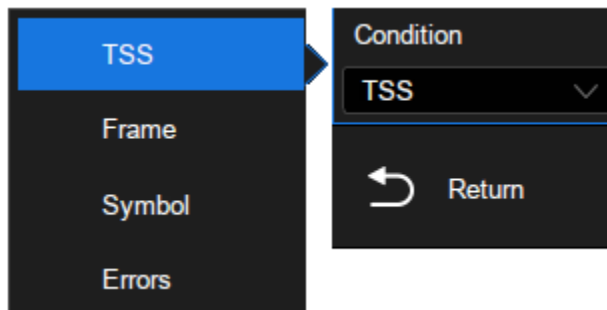 TSS
Frame
Symbol
Errors
Condition
TSS
Return